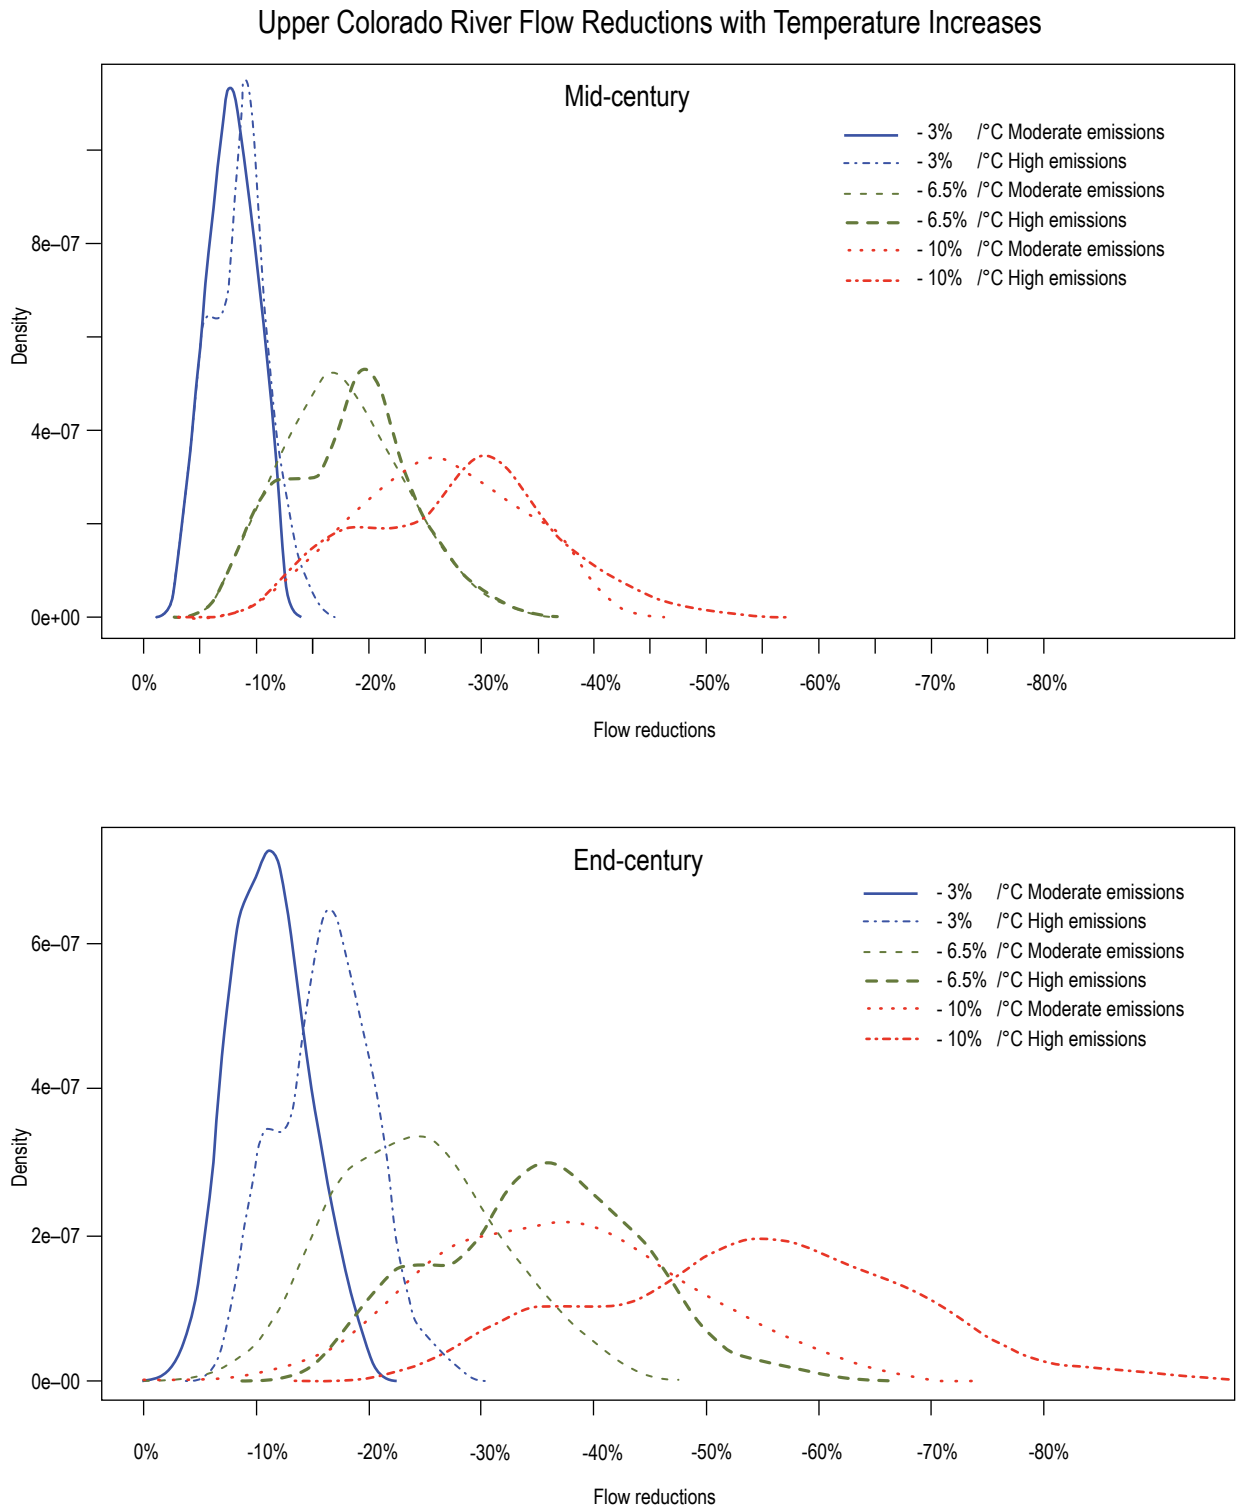 Upper Colorado River Flow Reductions with Temperature Increases
Mid-century
- 3% /°C Moderate emissions
- 3% /°C High emissions
- 6.5% /°C Moderate emissions
- 6.5% /°C High emissions
- 10% /°C Moderate emissions
- 10% /°C High emissions
8e–07
4e–07
0e+00
Density
0% -10% -20% -30% -40% -50% -60% -70% -80%
Flow reductions
End-century
- 3% /°C Moderate emissions
- 3% /°C High emissions
- 6.5% /°C Moderate emissions
- 6.5% /°C High emissions
- 10% /°C Moderate emissions
- 10% /°C High emissions
6e–07
4e–07
2e–07
0e–00
Density
0% -10% -20% -30% -40% -50% -60% -70% -80%
Flow reductions